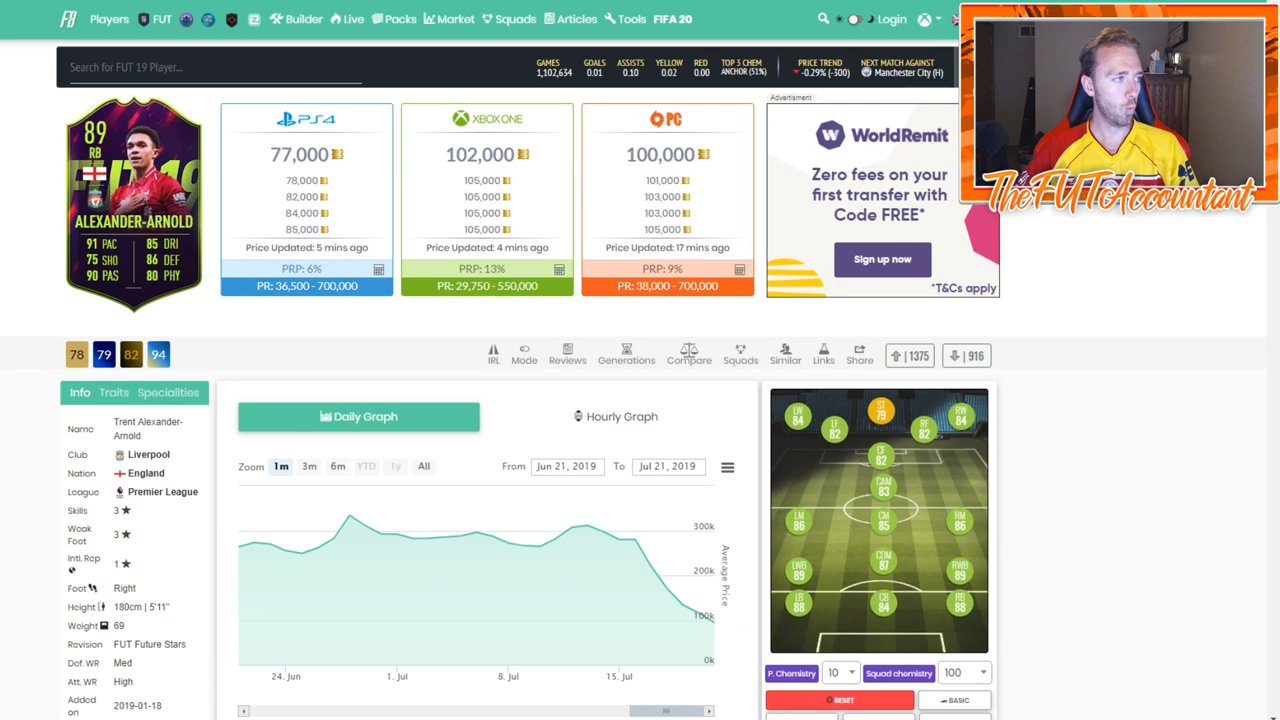 Players FUT Builder Live Packs Market Squads Articles Tools FIFA 20 Login
Search for FUT 19 Player...
GAMES GOALS ASSISTS YELLOW RED TOP 3 CHEM PRICE TREND NEXT MATCH AGAINST
1,102,634 0.01 0.10 0.02 0.00 ANCHOR (51%) -0.29% (-300) Manchester City (H)
89
RB
ALEXANDER-ARNOLD
91 PAC 85 DRI
75 SHO 86 DEF
90 PAS 80 PHY
PS4
77,000
78,000
82,000
84,000
85,000
Price Updated: 5 mins ago
PRP: 6%
PR: 36,500 - 700,000
XBOX ONE
102,000
105,000
105,000
105,000
105,000
Price Updated: 4 mins ago
PRP: 13%
PR: 29,750 - 550,000
PC
100,000
101,000
103,000
103,000
105,000
Price Updated: 17 mins ago
PRP: 9%
PR: 38,000 - 700,000
Advertisment
WorldRemit
Zero fees on your
first transfer with
Code FREE*
Sign up now
*T&Cs apply
TheFUTAccountant
78 79 82 94
IRL Mode Reviews Generations Compare Squads Similar Links Share 1375 916
Info Traits Specialities
Name Trent Alexander-
Arnold
Club Liverpool
Nation England
League Premier League
Skills 3
Weak
Foot 3
Intl. Rep 1
Foot Right
Height 180cm | 5'11"
Weight 69
Revision FUT Future Stars
Def. WR Med
Att. WR High
Added
on 2019-01-18
Daily Graph Hourly Graph
Zoom 1m 3m 6m YTD 1y All From Jun 21, 2019 To Jul 21, 2019
300k
200k
100k
0k
Average Price
24. Jun 1. Jul 8. Jul 15. Jul
ST
79
LW
84
RW
84
LF
82
RF
82
CF
82
CAM
83
LM
86
CM
85
RM
86
CDM
87
LWB
89
RWB
89
LB
88
CB
84
RB
88
P. Chemistry 10 Squad chemistry 100
RESET BASIC